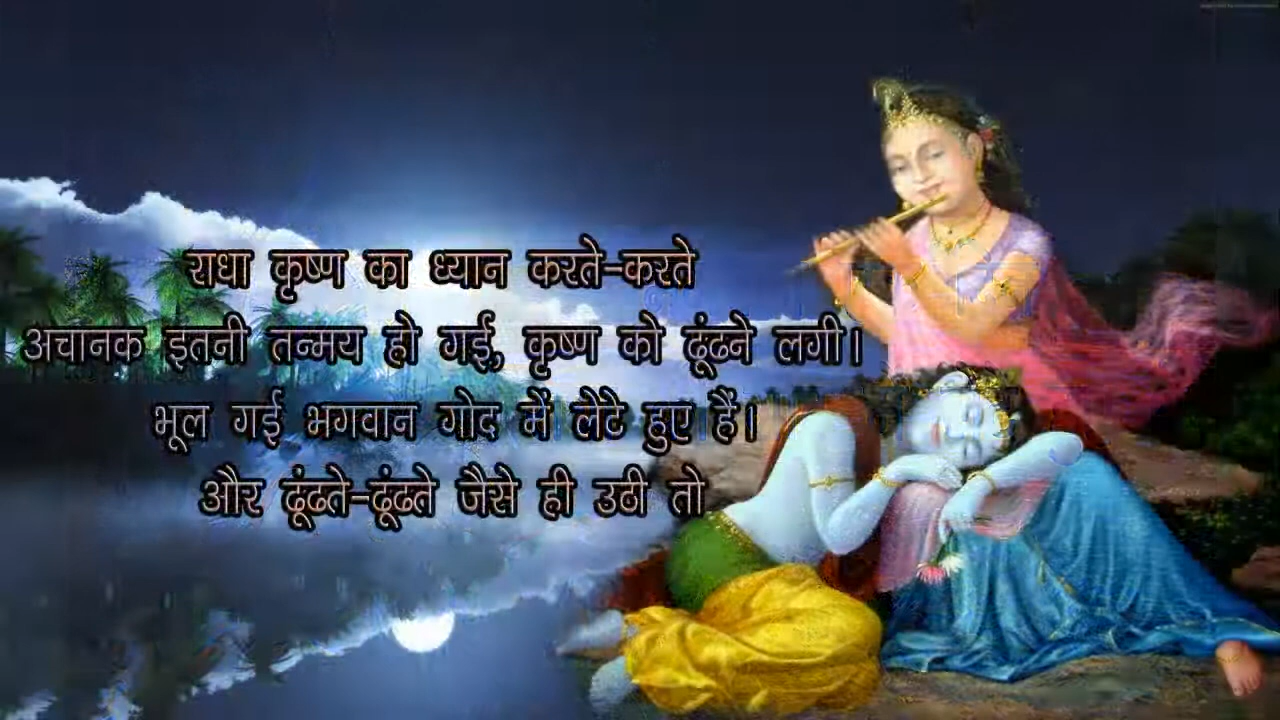 राधा कृष्ण का ध्यान करते-करते
अचानक इतनी तन्मय हो गई, कृष्ण को ढूंढने लगी।
भूल गई भगवान गोद में लेटे हुए हैं।
और ढूंढते-ढूंढते जैसे ही उठी तो